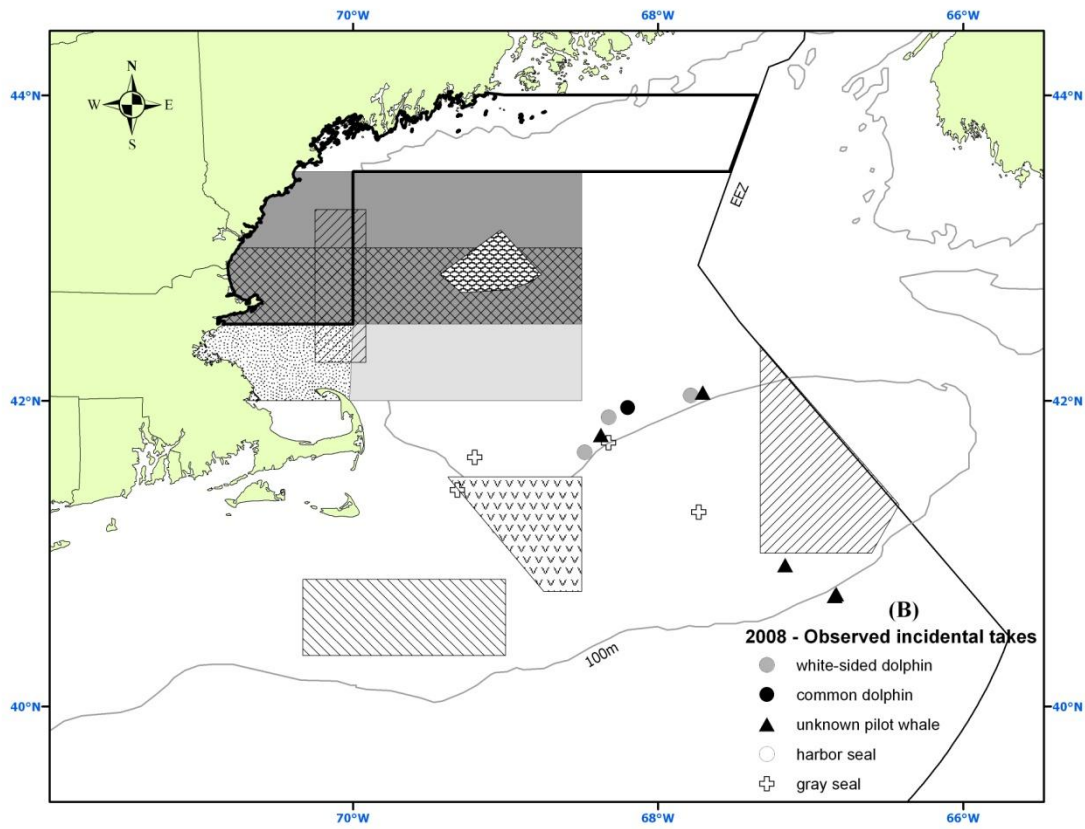 70°W 68°W 66°W
N
44°N 44°N
W E
S
EEZ
42°N 42°N
(B)
2008 - Observed incidental takes
100m
white-sided dolphin
40°N 40°N
common dolphin
unknown pilot whale
harbor seal
gray seal
70°W 68°W 66°W